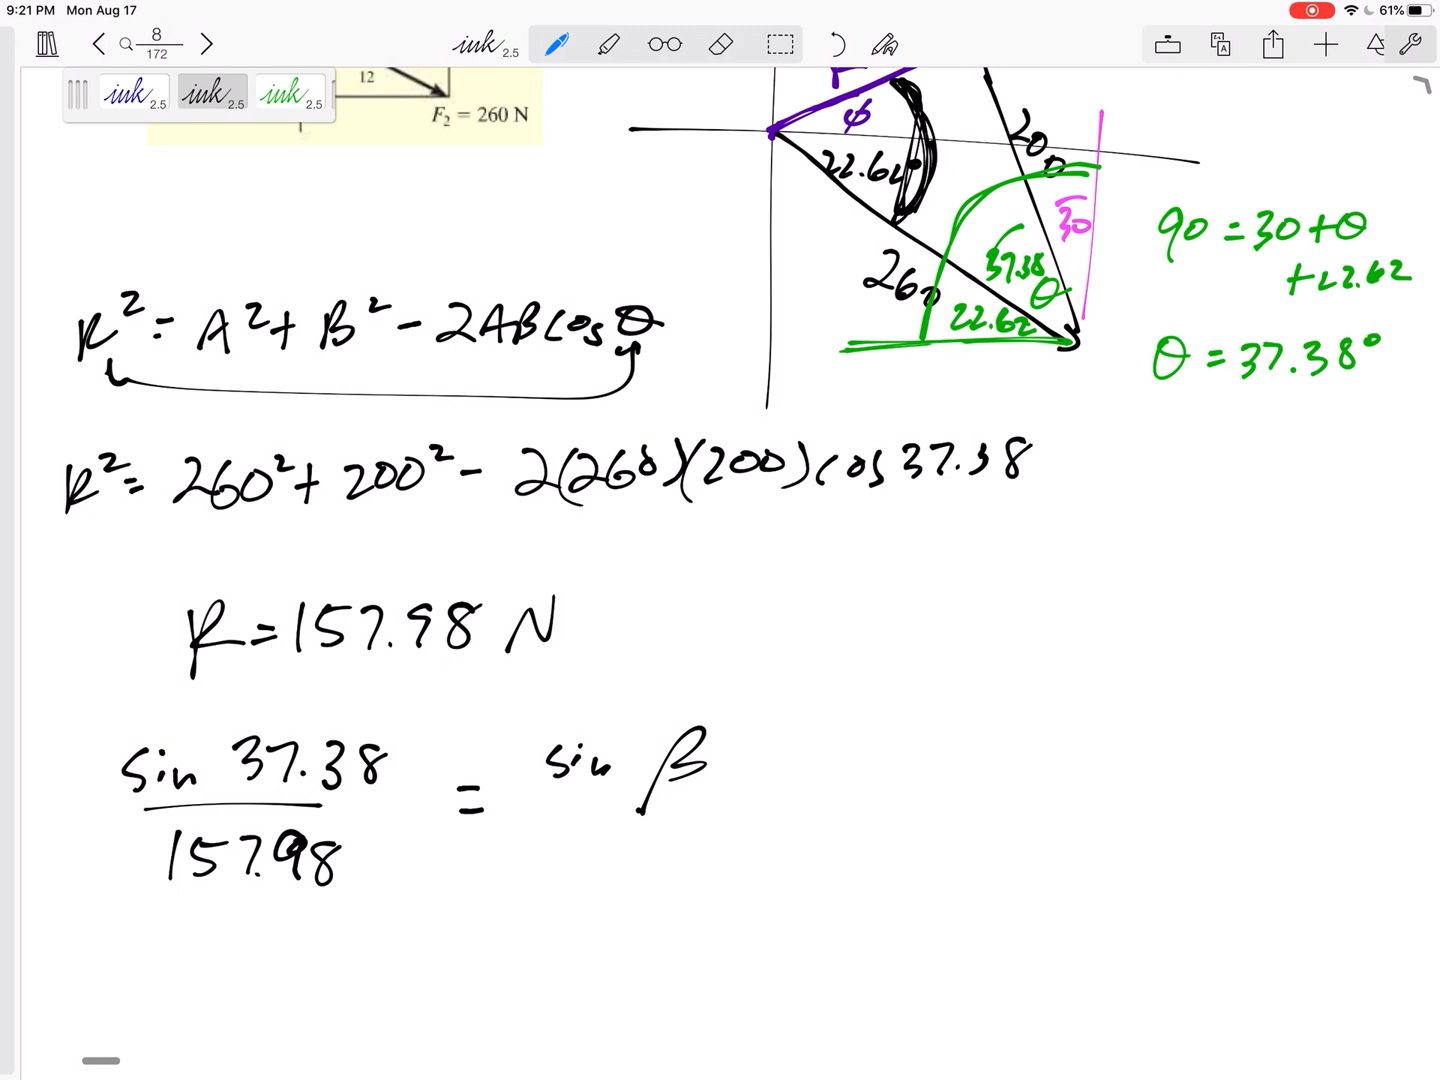 9:21 PM Mon Aug 17
61%
8
172
ink 2.5
ink 2.5
ink 2.5
ink 2.5
12
F₂ = 260 N
ϕ
22.62°
200
30
260
37.38
θ
22.62
90 = 30 + θ
+ 22.62
θ = 37.38°
R² = A² + B² - 2AB cos θ
R² = 260² + 200² - 2(260)(200) cos 37.38
R = 157.98 N
sin 37.38 = sin β
157.98